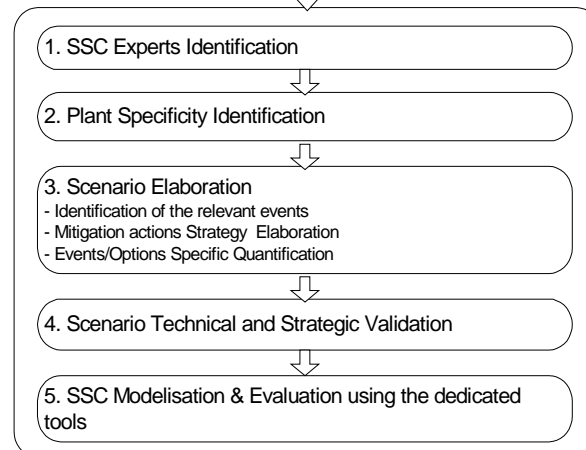 1. SSC Experts Identification
2. Plant Specificity Identification
3. Scenario Elaboration
- Identification of the relevant events
- Mitigation actions Strategy Elaboration
- Events/Options Specific Quantification
4. Scenario Technical and Strategic Validation
5. SSC Modelisation & Evaluation using the dedicated
tools